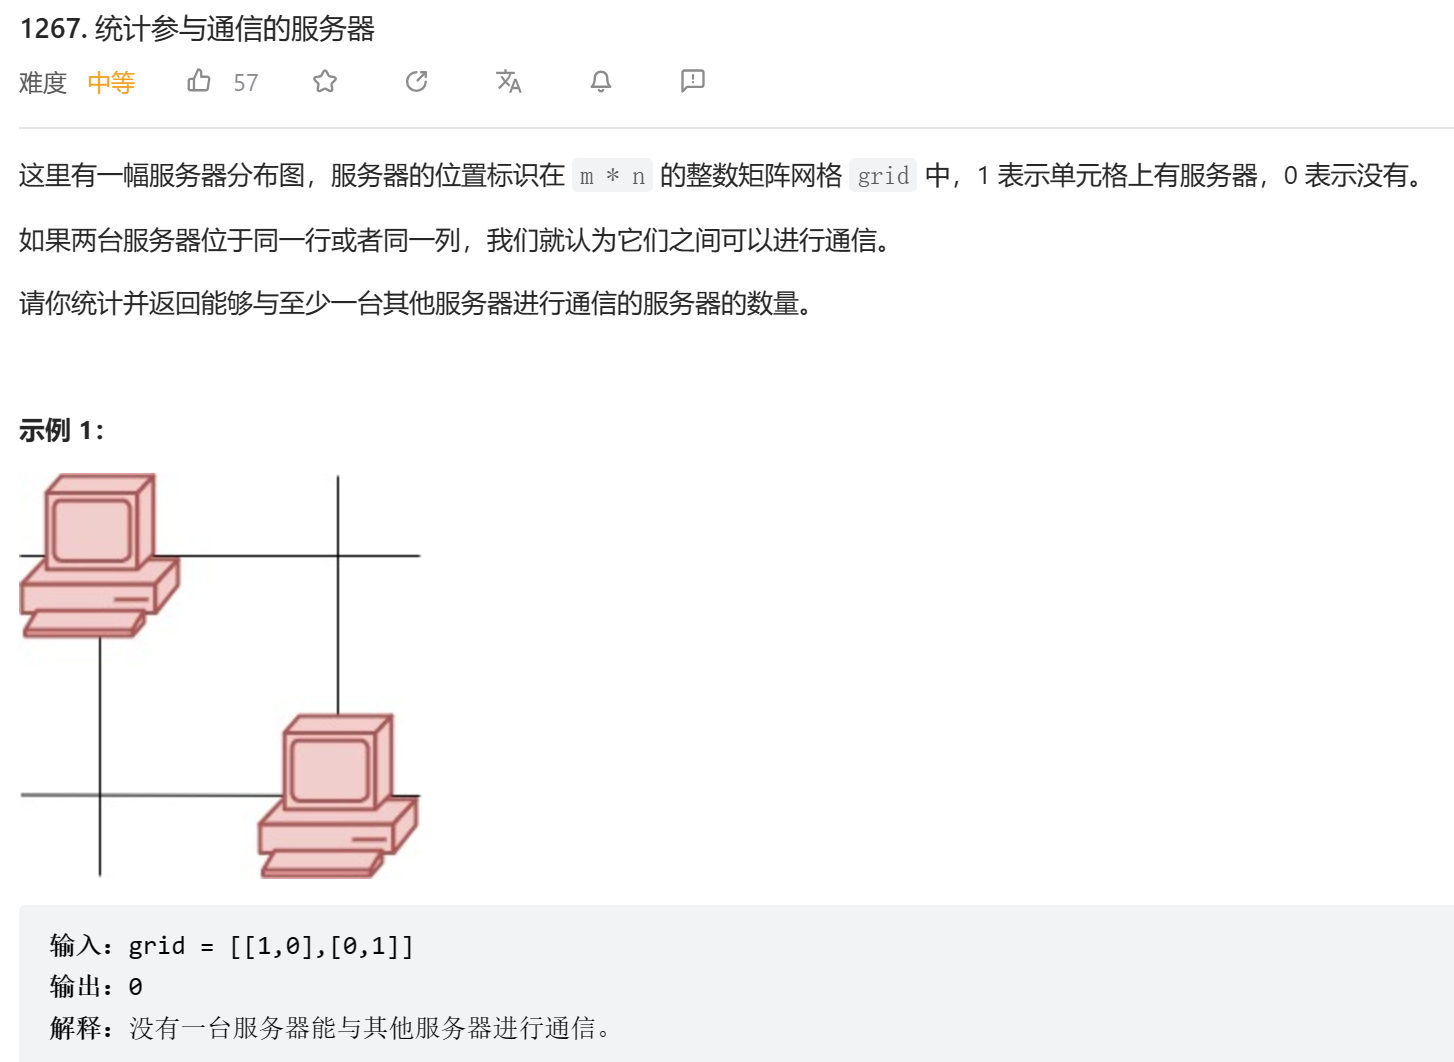 1267. 统计参与通信的服务器
难度 中等 57
这里有一幅服务器分布图，服务器的位置标识在 m * n 的整数矩阵网格 grid 中，1 表示单元格上有服务器，0 表示没有。
如果两台服务器位于同一行或者同一列，我们就认为它们之间可以进行通信。
请你统计并返回能够与至少一台其他服务器进行通信的服务器的数量。
示例 1：
输入：grid = [[1,0],[0,1]]
输出：0
解释：没有一台服务器能与其他服务器进行通信。